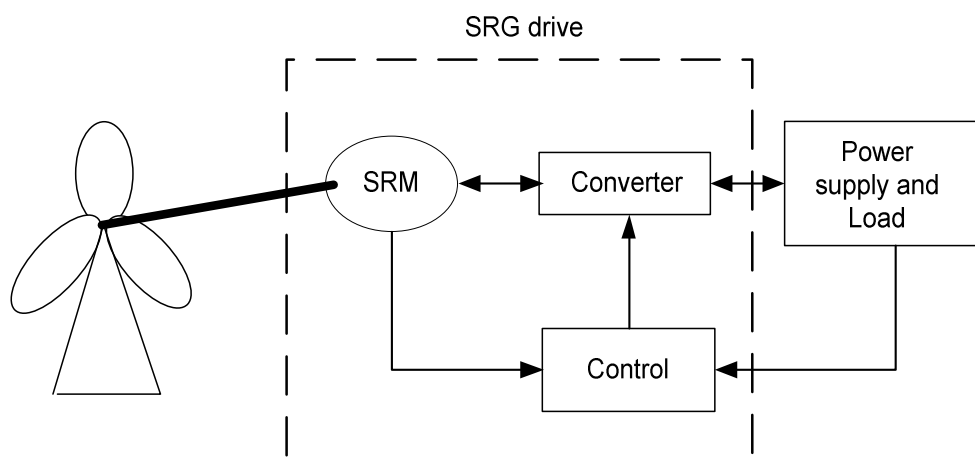 SRG drive
SRM
Converter
Power
supply and
Load
Control